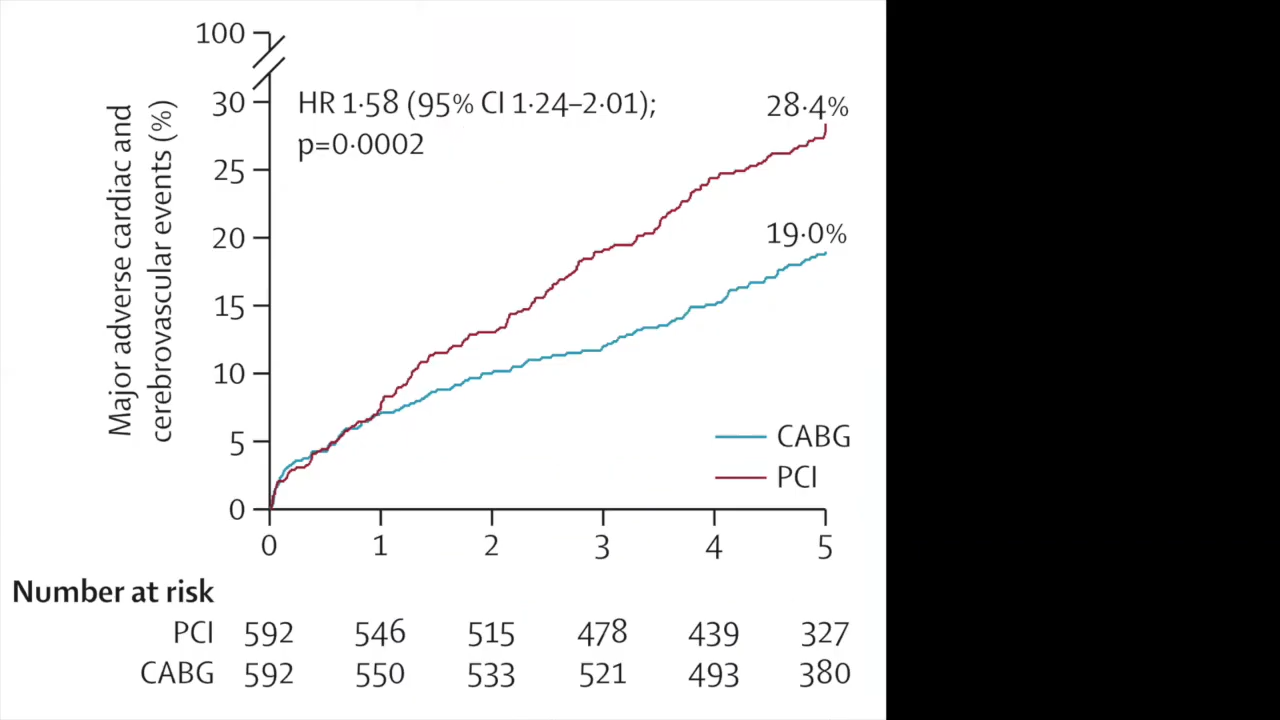 100
30
25
20
15
10
5
0
Major adverse cardiac and
cerebrovascular events (%)
HR 1·58 (95% CI 1·24–2·01);
p=0·0002
28·4%
19·0%
CABG
PCI
0 1 2 3 4 5
Number at risk
PCI 592 546 515 478 439 327
CABG 592 550 533 521 493 380